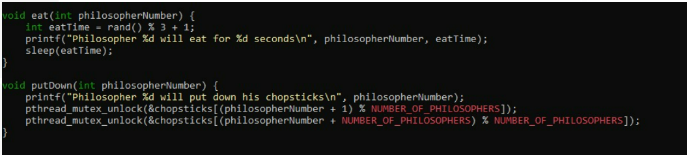 void eat(int philosopherNumber) {
    int eatTime = rand() % 3 + 1;
    printf("Philosopher %d will eat for %d seconds\n", philosopherNumber, eatTime);
    sleep(eatTime);
}

void putDown(int philosopherNumber) {
    printf("Philosopher %d will put down his chopsticks\n", philosopherNumber);
    pthread_mutex_unlock(&chopsticks[(philosopherNumber + 1) % NUMBER_OF_PHILOSOPHERS]);
    pthread_mutex_unlock(&chopsticks[(philosopherNumber + NUMBER_OF_PHILOSOPHERS) % NUMBER_OF_PHILOSOPHERS]);
}